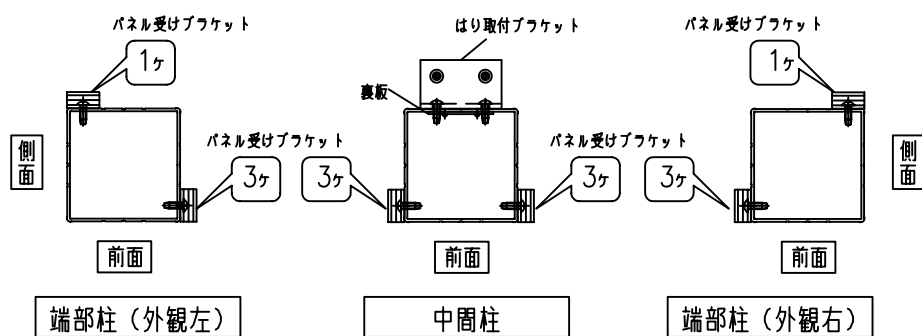 パネル受けブラケット
1ヶ
はり取付ブラケット
裏板
パネル受けブラケット
1ヶ
側面
パネル受けブラケット
3ヶ
3ヶ
パネル受けブラケット
3ヶ
3ヶ
側面
前面
前面
前面
端部柱（外観左）
中間柱
端部柱（外観右）